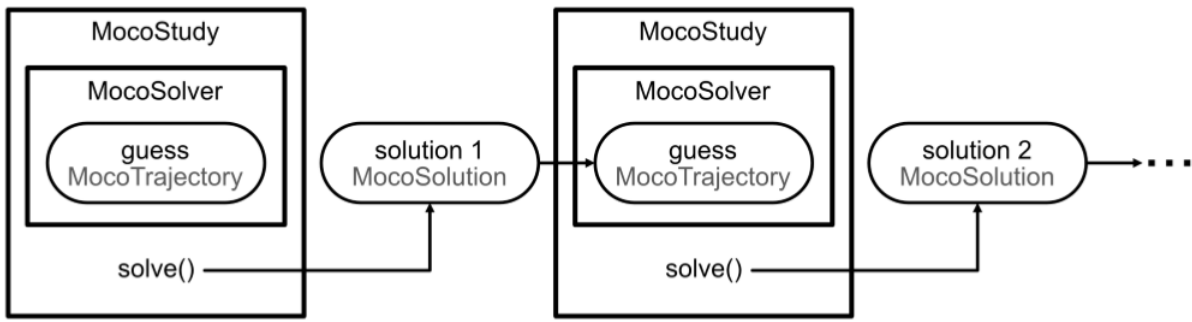 MocoStudy
MocoSolver
guess
MocoTrajectory
solve()
solution 1
MocoSolution
MocoStudy
MocoSolver
guess
MocoTrajectory
solve()
solution 2
MocoSolution